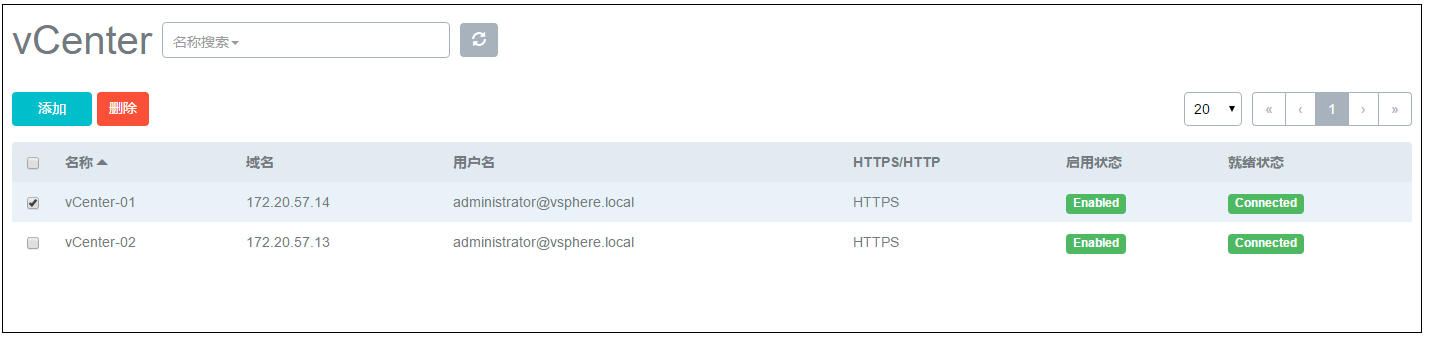 vCenter 名称搜索
添加 删除 20 « ‹ 1 › »
名称 域名 用户名 HTTPS/HTTP 启用状态 就绪状态
vCenter-01 172.20.57.14 administrator@vsphere.local HTTPS Enabled Connected
vCenter-02 172.20.57.13 administrator@vsphere.local HTTPS Enabled Connected